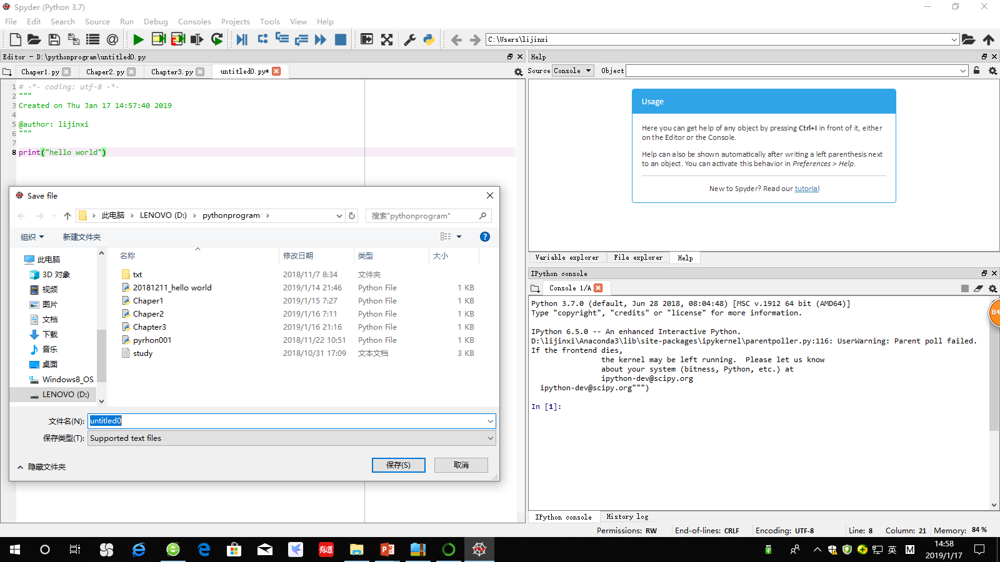 Spyder (Python 3.7)
File Edit Search Source Run Debug Consoles Projects Tools View Help
C:\Users\lijinxi
Editor - D:\pythonprogram\untitled0.py
Chaper1.py Chaper2.py Chapter3.py untitled0.py*
1 # -*- coding: utf-8 -*-
2 """
3 Created on Thu Jan 17 14:57:40 2019
4
5 @author: lijinxi
6 """
7
8 print("hello world")
Save file
此电脑 LENOVO (D:) pythonprogram
搜索"pythonprogram"
组织 新建文件夹
此电脑
3D 对象
视频
图片
文档
下载
音乐
桌面
Windows8_OS
LENOVO (D:)
名称 修改日期 类型 大小
txt 2018/11/7 8:34 文件夹
20181211_hello world 2019/1/14 21:46 Python File 1 KB
Chaper1 2019/1/15 7:27 Python File 1 KB
Chaper2 2019/1/16 7:11 Python File 1 KB
Chapter3 2019/1/16 21:16 Python File 1 KB
pyrhon001 2018/11/22 10:51 Python File 1 KB
study 2018/10/31 17:09 文本文档 3 KB
文件名(N): untitled0
保存类型(T): Supported text files
隐藏文件夹
保存(S) 取消
Help
Source Console Object
Usage
Here you can get help of any object by pressing Ctrl+I in front of it, either
on the Editor or the Console.
Help can also be shown automatically after writing a left parenthesis next
to an object. You can activate this behavior in Preferences > Help.
New to Spyder? Read our tutorial
Variable explorer File explorer Help
IPython console
Console 1/A
Python 3.7.0 (default, Jun 28 2018, 08:04:48) [MSC v.1912 64 bit (AMD64)]
Type "copyright", "credits" or "license" for more information.
IPython 6.5.0 -- An enhanced Interactive Python.
D:\lijinxi\Anaconda3\lib\site-packages\ipykernel\parentpoller.py:116: UserWarning: Parent poll failed.
If the frontend dies,
the kernel may be left running.  Please let us know
about your system (bitness, Python, etc.) at
ipython-dev@scipy.org
ipython-dev@scipy.org""")
In [1]:
84
IPython console History log
Permissions: RW End-of-lines: CRLF Encoding: UTF-8 Line: 8 Column: 21 Memory: 84 %
有道
英
M
14:58
2019/1/17